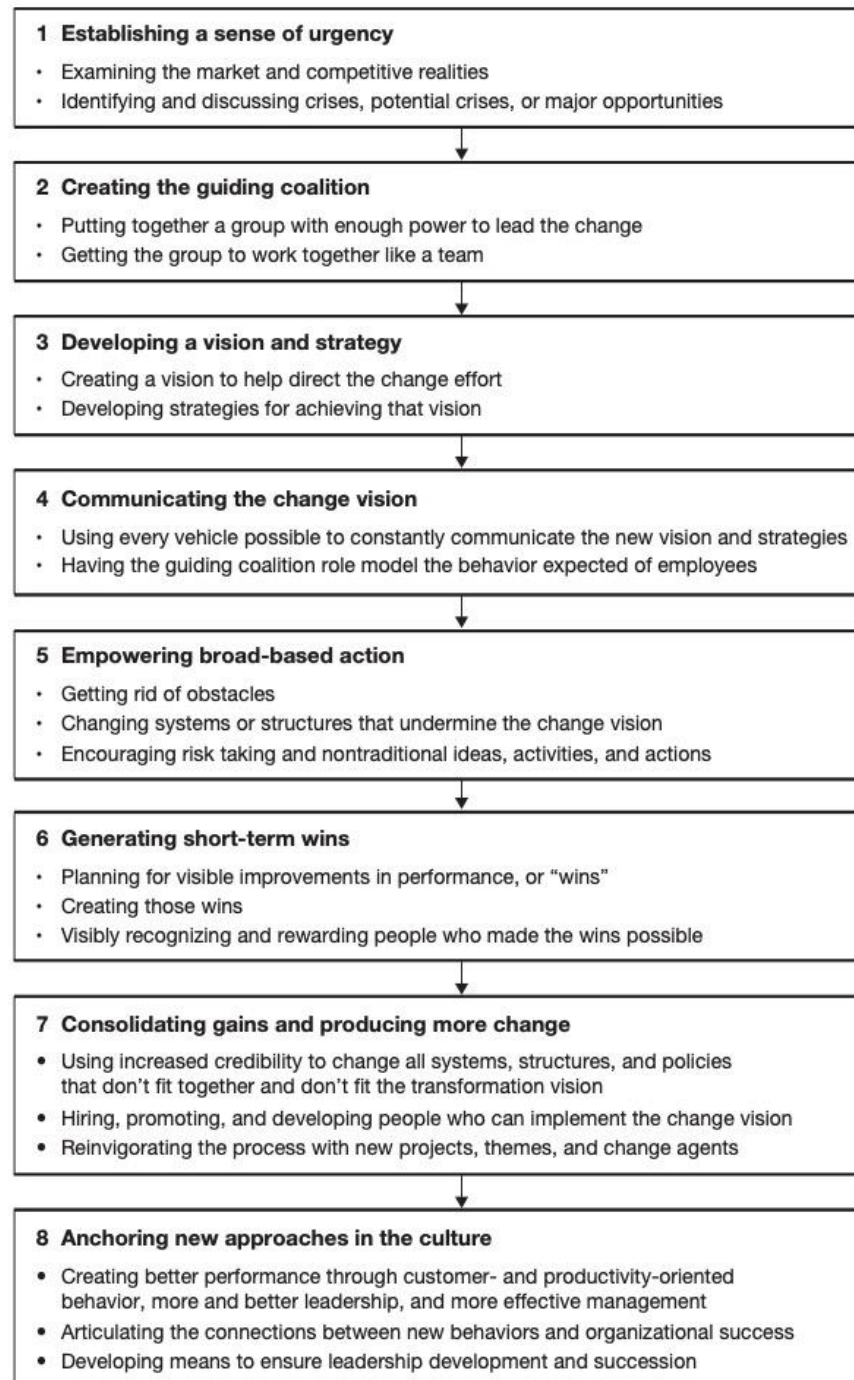 1 Establishing a sense of urgency
• Examining the market and competitive realities
• Identifying and discussing crises, potential crises, or major opportunities
2 Creating the guiding coalition
• Putting together a group with enough power to lead the change
• Getting the group to work together like a team
3 Developing a vision and strategy
• Creating a vision to help direct the change effort
• Developing strategies for achieving that vision
4 Communicating the change vision
• Using every vehicle possible to constantly communicate the new vision and strategies
• Having the guiding coalition role model the behavior expected of employees
5 Empowering broad-based action
• Getting rid of obstacles
• Changing systems or structures that undermine the change vision
• Encouraging risk taking and nontraditional ideas, activities, and actions
6 Generating short-term wins
• Planning for visible improvements in performance, or “wins”
• Creating those wins
• Visibly recognizing and rewarding people who made the wins possible
7 Consolidating gains and producing more change
• Using increased credibility to change all systems, structures, and policies
that don’t fit together and don’t fit the transformation vision
• Hiring, promoting, and developing people who can implement the change vision
• Reinvigorating the process with new projects, themes, and change agents
8 Anchoring new approaches in the culture
• Creating better performance through customer- and productivity-oriented
behavior, more and better leadership, and more effective management
• Articulating the connections between new behaviors and organizational success
• Developing means to ensure leadership development and succession